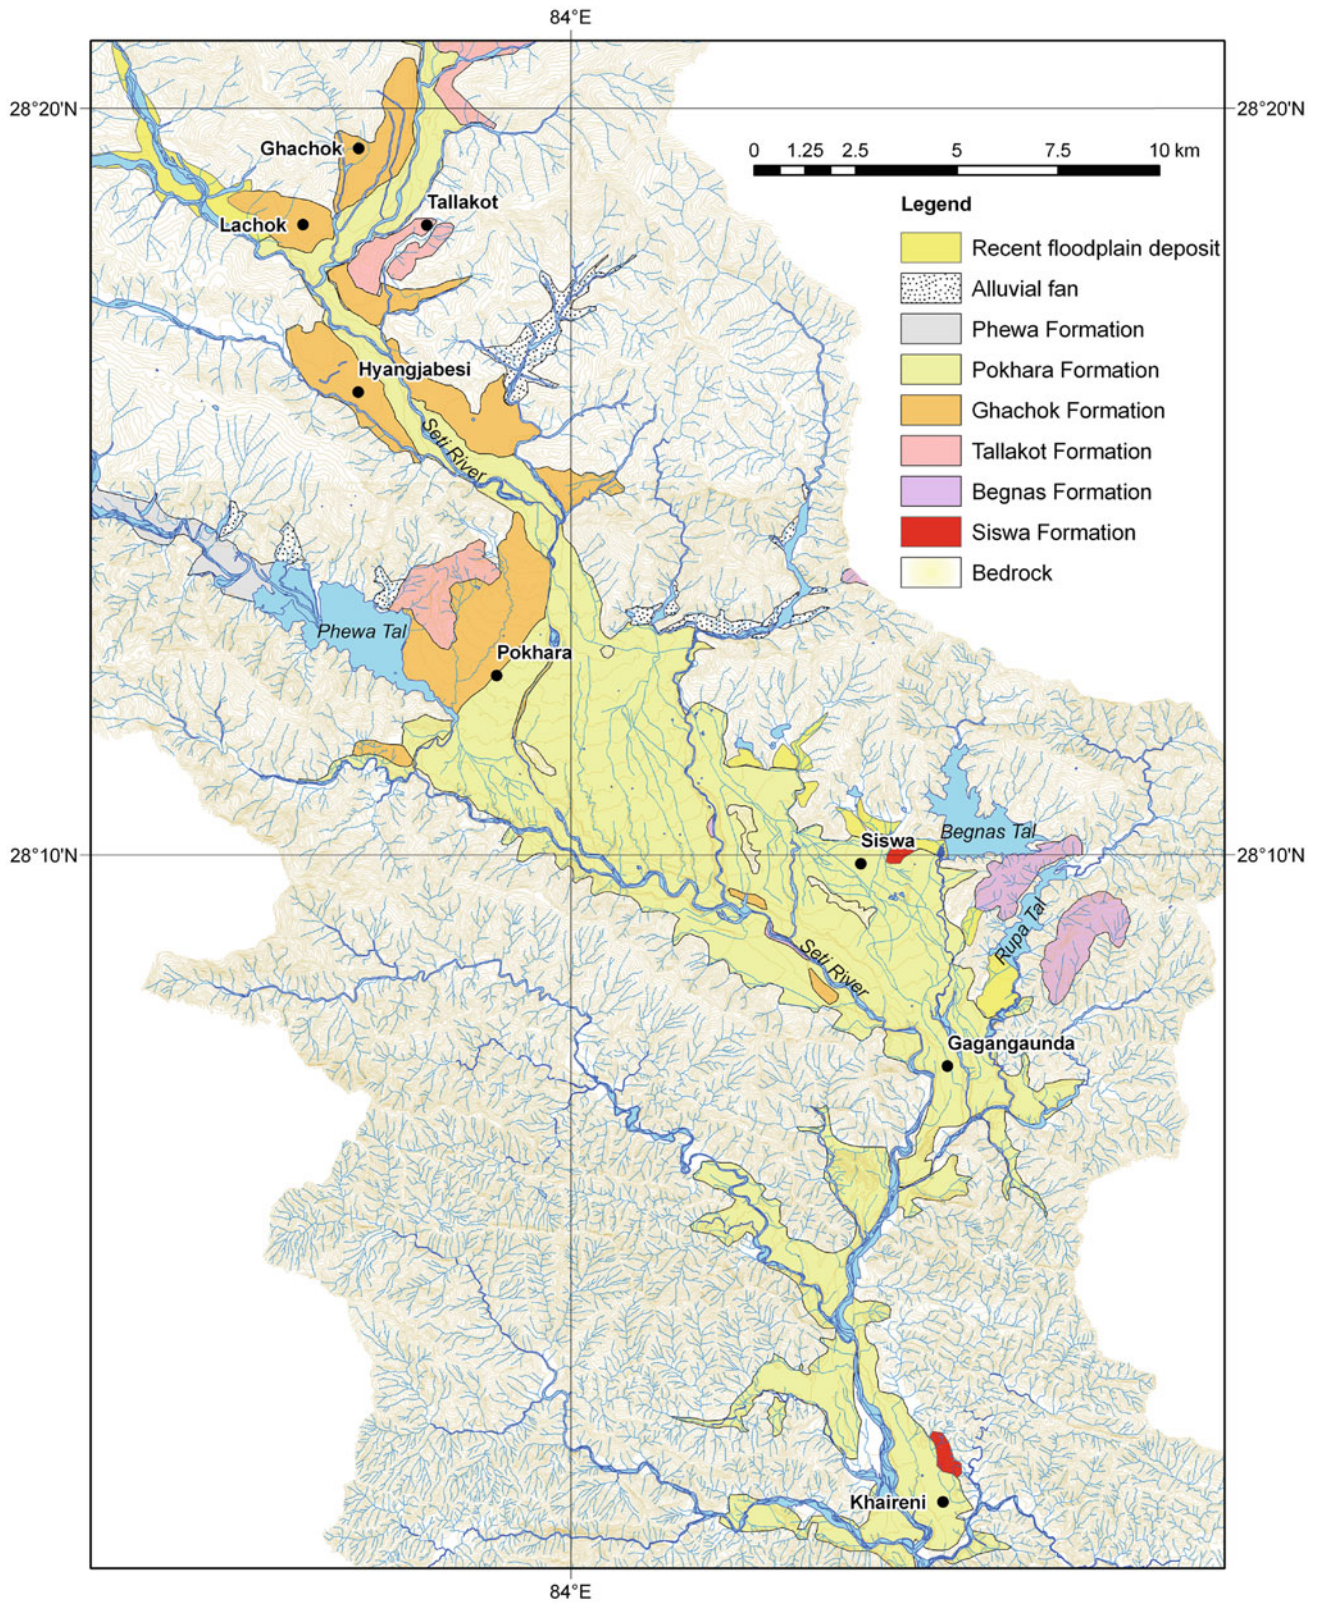 84°E
28°20'N
28°20'N
Ghachok
0 1.25 2.5 5 7.5 10 km
Tallakot
Lachok
Legend
Recent floodplain deposit
Alluvial fan
Phewa Formation
Pokhara Formation
Ghachok Formation
Tallakot Formation
Begnas Formation
Siswa Formation
Bedrock
Hyangjabesi
Seti River
Phewa Tal
Pokhara
Begnas Tal
Siswa
28°10'N
28°10'N
Rupa Tal
Seti River
Gagangaunda
Khaireni
84°E